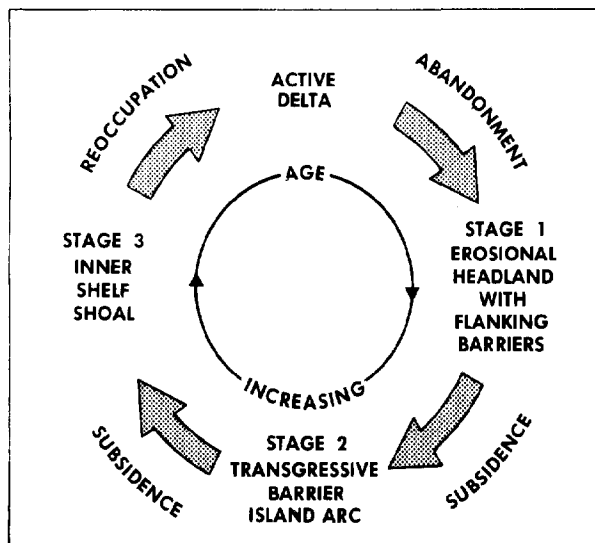 ACTIVE
DELTA
ABANDONMENT
STAGE 1
EROSIONAL
HEADLAND
WITH
FLANKING
BARRIERS
SUBSIDENCE
STAGE 2
TRANSGRESSIVE
BARRIER
ISLAND ARC
SUBSIDENCE
STAGE 3
INNER
SHELF
SHOAL
REOCCUPATION
AGE
INCREASING